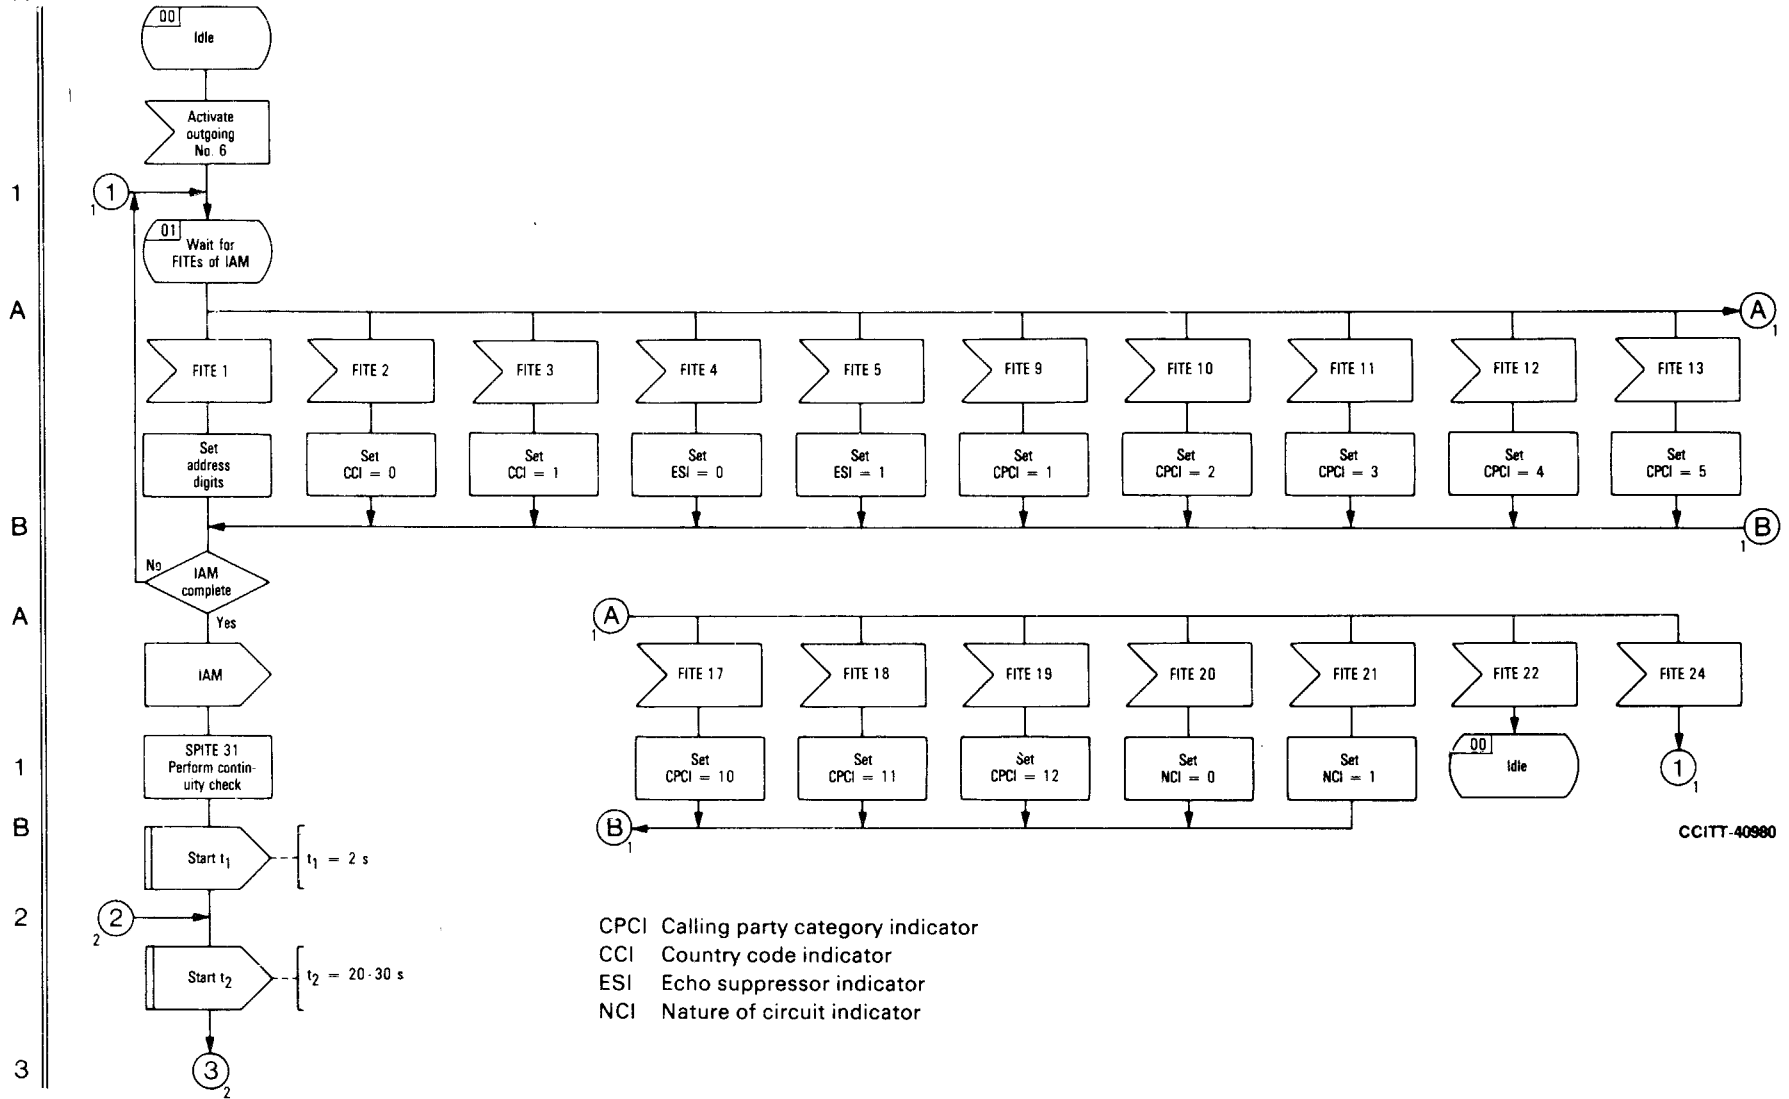 00
Idle
Activate
outgoing
No. 6
1
1
1
01
Wait for
FITEs of IAM
A
A
1
FITE 1
FITE 2
FITE 3
FITE 4
FITE 5
FITE 9
FITE 10
FITE 11
FITE 12
FITE 13
Set
address
digits
Set
CCI = 0
Set
CCI = 1
Set
ESI = 0
Set
ESI = 1
Set
CPCI = 1
Set
CPCI = 2
Set
CPCI = 3
Set
CPCI = 4
Set
CPCI = 5
B
B
1
No
IAM
complete
Yes
A
A
1
IAM
FITE 17
FITE 18
FITE 19
FITE 20
FITE 21
FITE 22
FITE 24
1
SPITE 31
Perform contin-
uity check
Set
CPCI = 10
Set
CPCI = 11
Set
CPCI = 12
Set
NCI = 0
Set
NCI = 1
00
Idle
1
1
B
B
1
CCITT-40980
Start t1
t1 = 2 s
2
2
2
Start t2
t2 = 20-30 s
CPCI Calling party category indicator
CCI Country code indicator
ESI Echo suppressor indicator
NCI Nature of circuit indicator
3
3
2